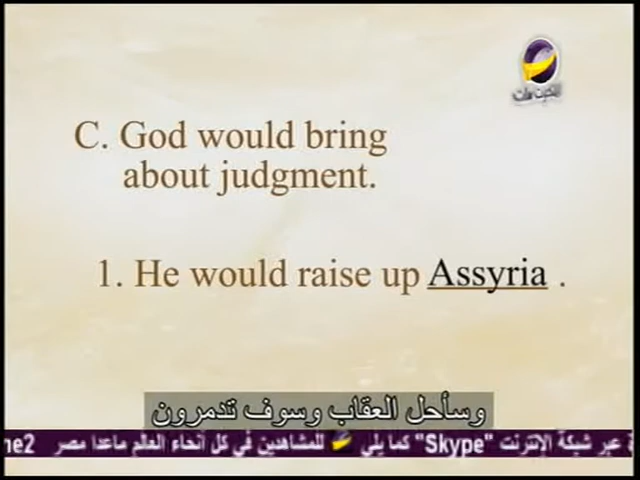 C. God would bring
about judgment.
1. He would raise up Assyria .
وسأحل العقاب وسوف تدمرون
عبر شبكة الإنترنت "Skype" كما يلي للمشاهدين في كل أنحاء العالم ماعدا مصر me2